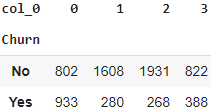 col_0 0 1 2 3
Churn
No 802 1608 1931 822
Yes 933 280 268 388